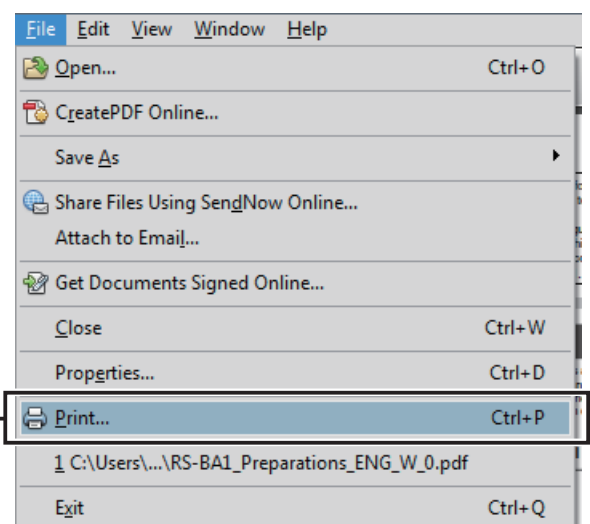 File Edit View Window Help
Open... Ctrl+O
CreatePDF Online...
Save As
Share Files Using SendNow Online...
Attach to Email...
Get Documents Signed Online...
Close Ctrl+W
Properties... Ctrl+D
Print... Ctrl+P
1 C:\Users\...\RS-BA1_Preparations_ENG_W_0.pdf
Exit Ctrl+Q